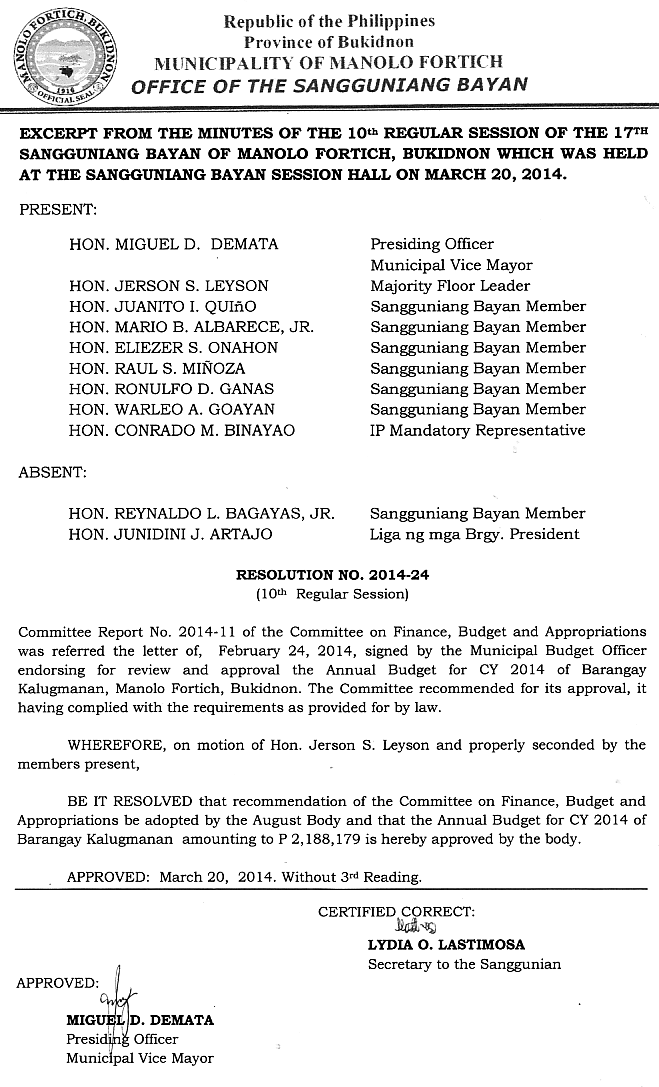 MANOLO FORTICH, BUKIDNON
1916
OFFICIAL SEAL
Republic of the Philippines
Province of Bukidnon
MUNICIPALITY OF MANOLO FORTICH
OFFICE OF THE SANGGUNIANG BAYAN
EXCERPT FROM THE MINUTES OF THE 10th REGULAR SESSION OF THE 17TH
SANGGUNIANG BAYAN OF MANOLO FORTICH, BUKIDNON WHICH WAS HELD
AT THE SANGGUNIANG BAYAN SESSION HALL ON MARCH 20, 2014.
PRESENT:
HON. MIGUEL D. DEMATA Presiding Officer
Municipal Vice Mayor
HON. JERSON S. LEYSON Majority Floor Leader
HON. JUANITO I. QUIñO Sangguniang Bayan Member
HON. MARIO B. ALBARECE, JR. Sangguniang Bayan Member
HON. ELIEZER S. ONAHON Sangguniang Bayan Member
HON. RAUL S. MIÑOZA Sangguniang Bayan Member
HON. RONULFO D. GANAS Sangguniang Bayan Member
HON. WARLEO A. GOAYAN Sangguniang Bayan Member
HON. CONRADO M. BINAYAO IP Mandatory Representative
ABSENT:
HON. REYNALDO L. BAGAYAS, JR. Sangguniang Bayan Member
HON. JUNIDINI J. ARTAJO Liga ng mga Brgy. President
RESOLUTION NO. 2014-24
(10th Regular Session)
Committee Report No. 2014-11 of the Committee on Finance, Budget and Appropriations
was referred the letter of, February 24, 2014, signed by the Municipal Budget Officer
endorsing for review and approval the Annual Budget for CY 2014 of Barangay
Kalugmanan, Manolo Fortich, Bukidnon. The Committee recommended for its approval, it
having complied with the requirements as provided for by law.
WHEREFORE, on motion of Hon. Jerson S. Leyson and properly seconded by the
members present,
BE IT RESOLVED that recommendation of the Committee on Finance, Budget and
Appropriations be adopted by the August Body and that the Annual Budget for CY 2014 of
Barangay Kalugmanan amounting to P 2,188,179 is hereby approved by the body.
APPROVED: March 20, 2014. Without 3rd Reading.
CERTIFIED CORRECT:
LYDIA O. LASTIMOSA
Secretary to the Sanggunian
APPROVED:
MIGUEL D. DEMATA
Presiding Officer
Municipal Vice Mayor